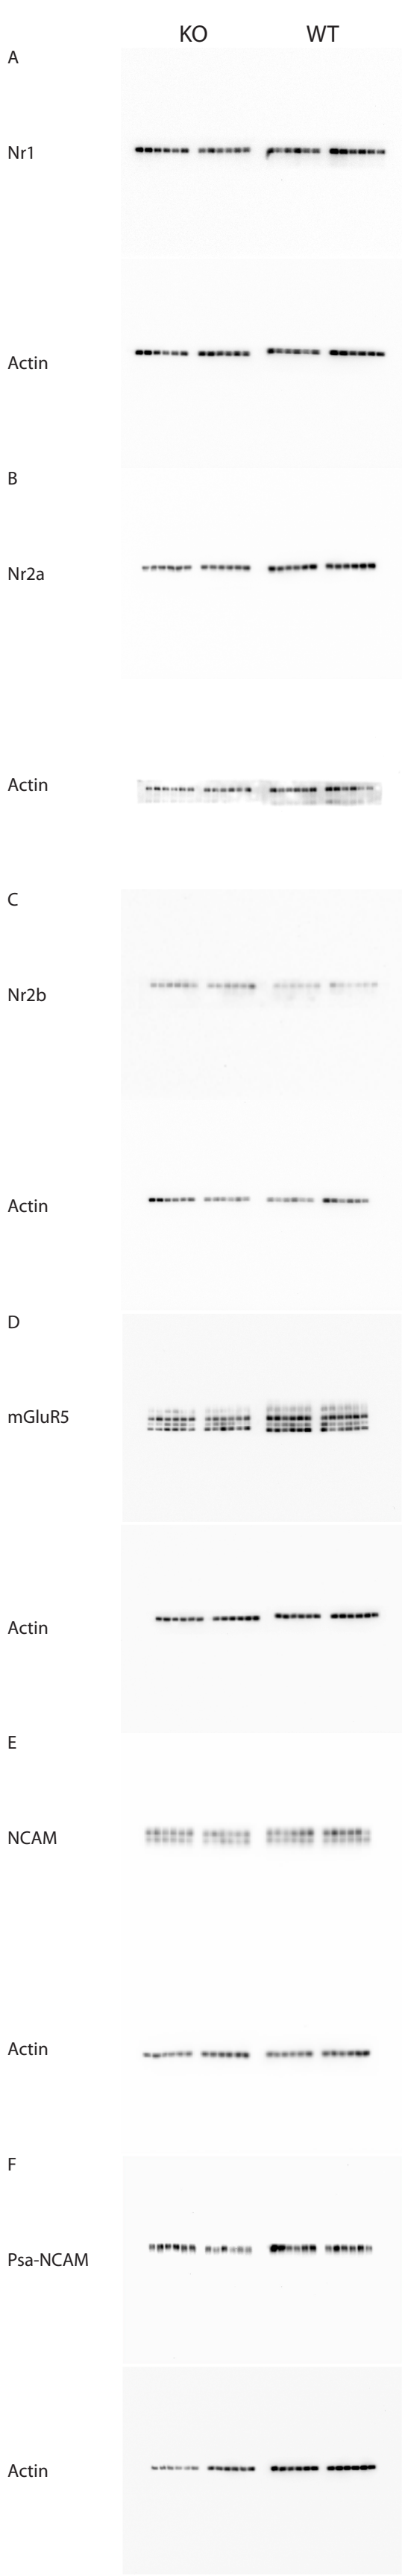 KO WT
A
Nr1
Actin
B
Nr2a
Actin
C
Nr2b
Actin
D
mGluR5
Actin
E
NCAM
Actin
F
Psa-NCAM
Actin